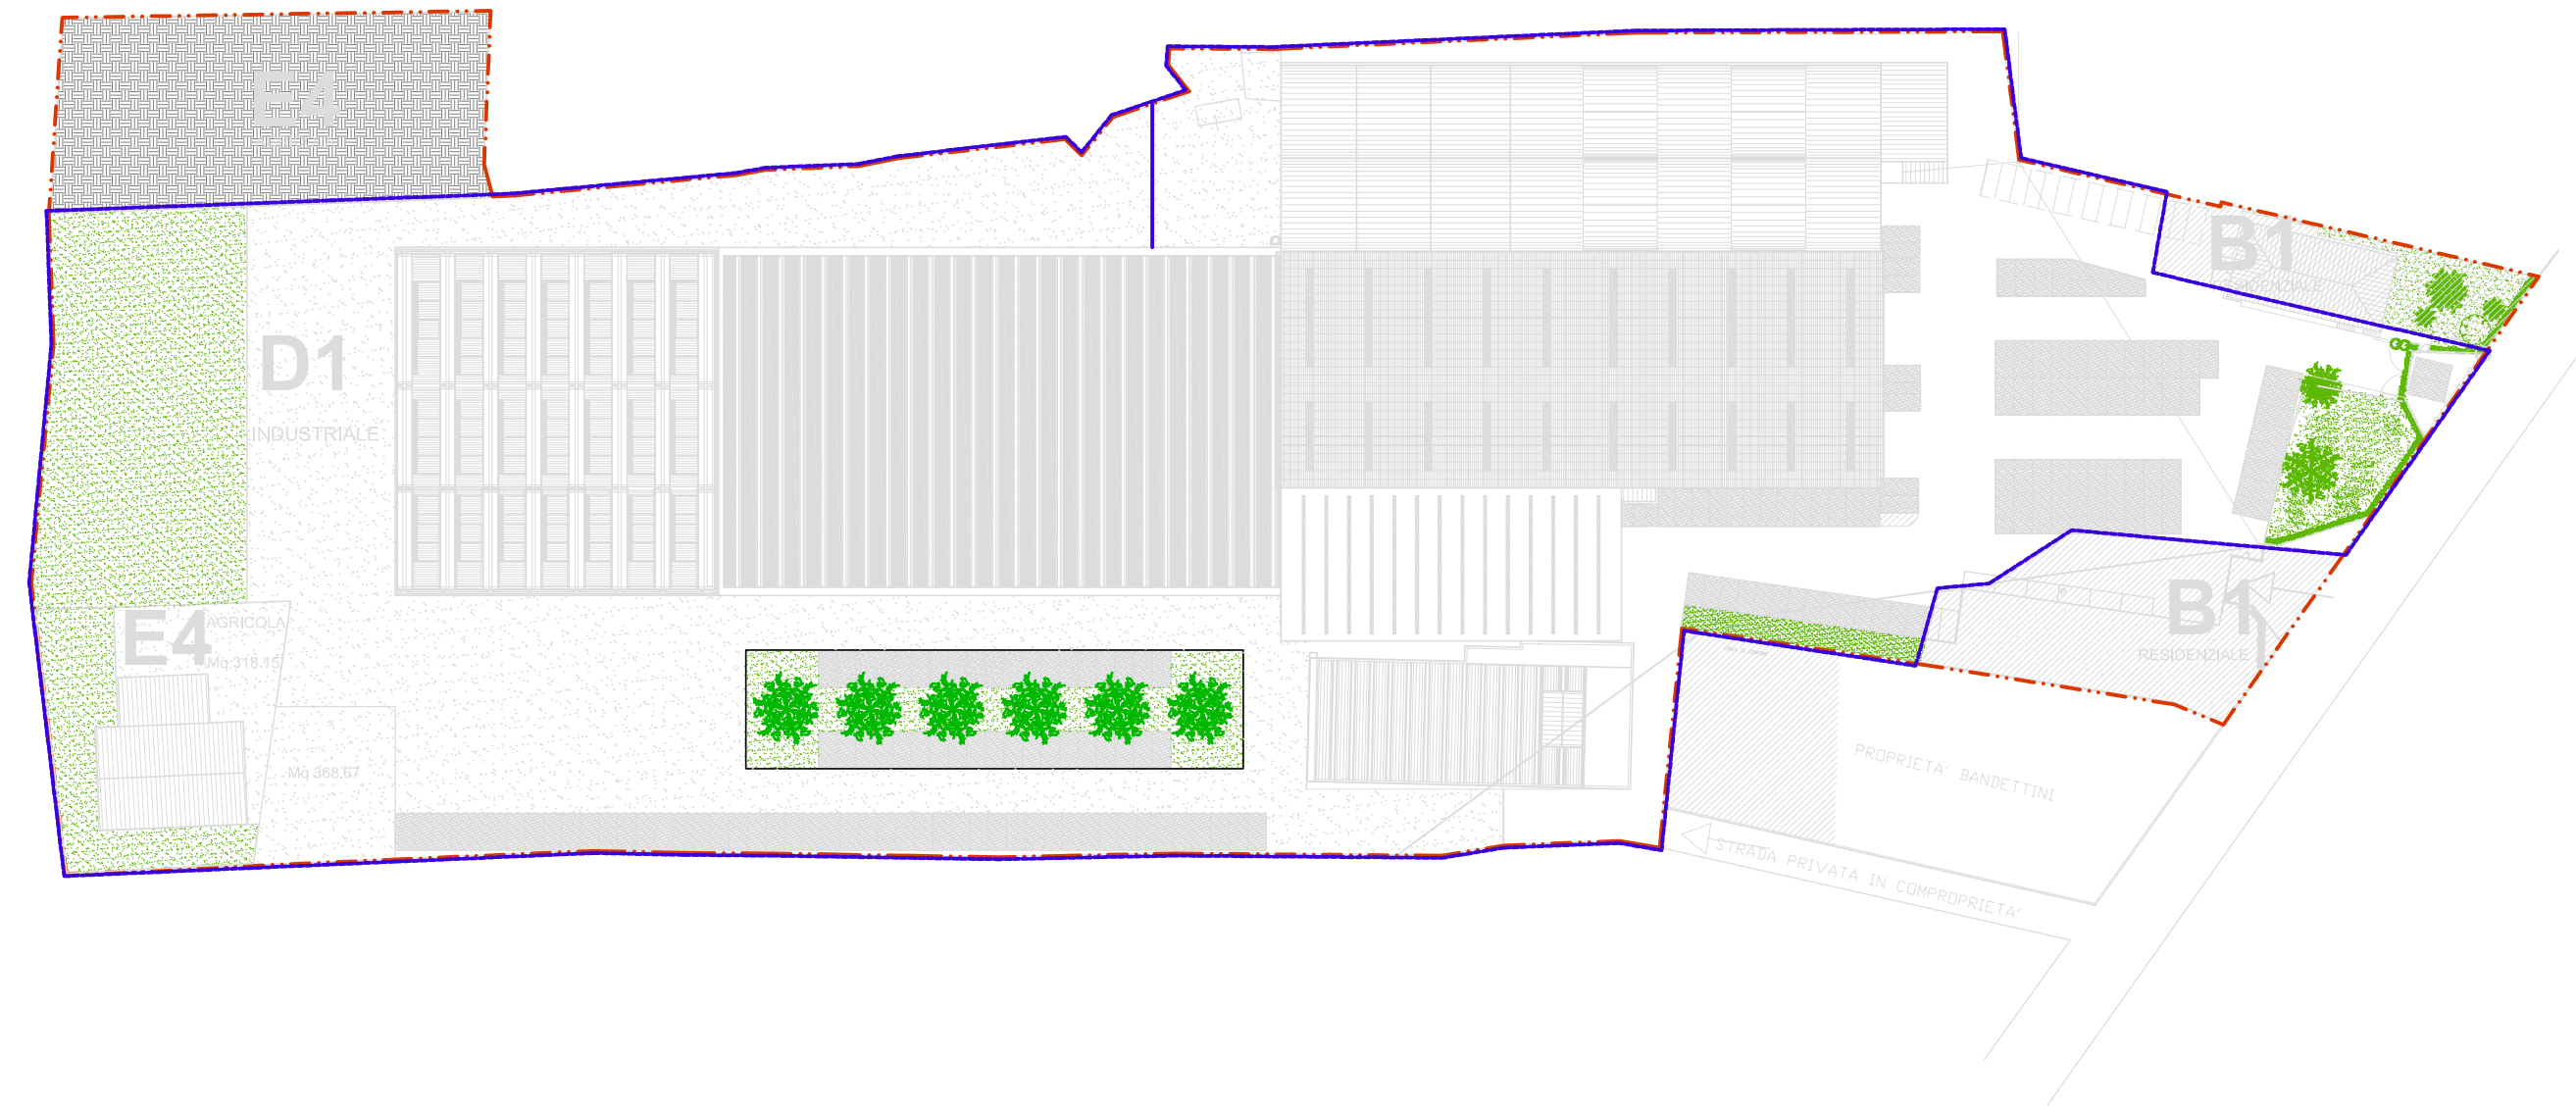 E4
B1
D1
INDUSTRIALE
E4
AGRICOLA
Mq 318.15
B1
RESIDENZIALE
Mq 368.67
PROPRIETA' BANDETTINI
STRADA PRIVATA IN COMPROPRIETA'